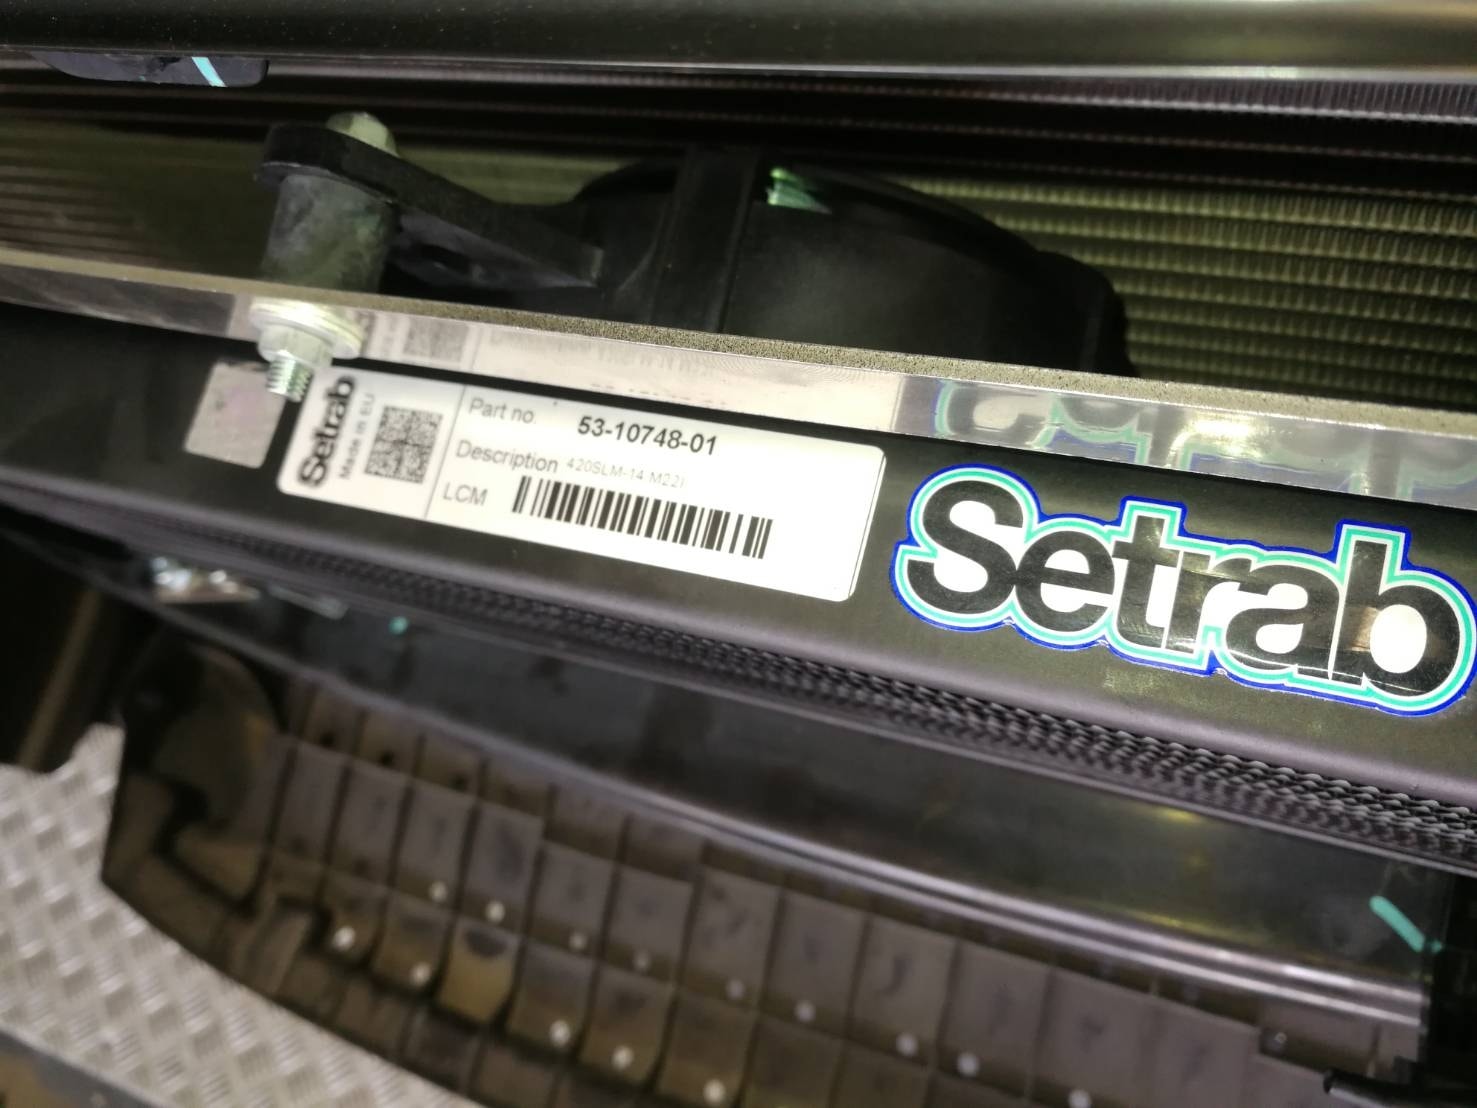 Setrab
Made in EU
Part no. 53-10748-01
Description 420SLM-14 M22I
LCM
Setrab